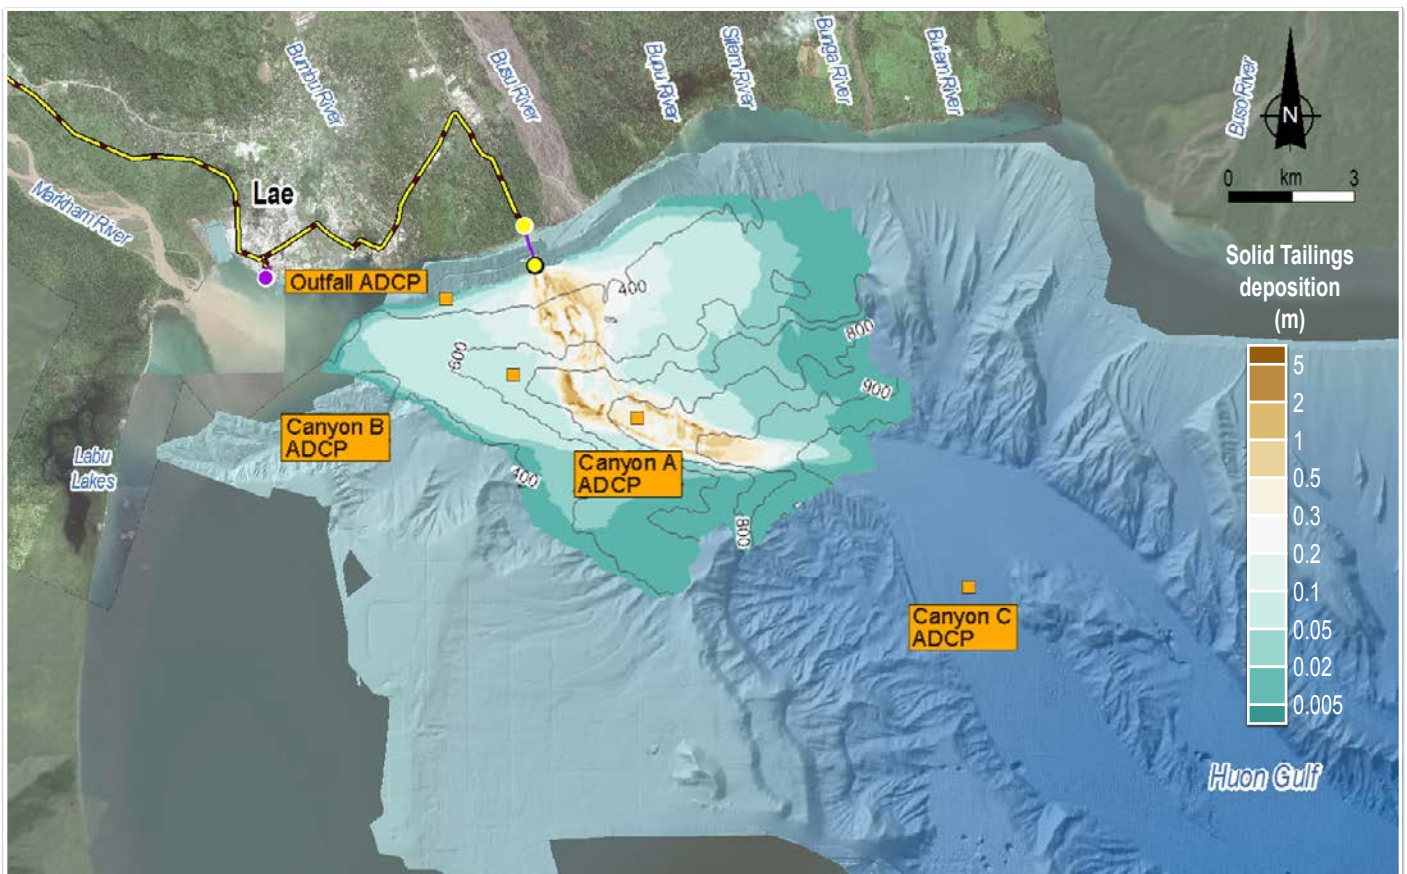 Bumbu River
Busu River
Bupu River
Sitem River
Bunga River
Butem River
Buso River
N
0 km 3
Markham River
Lae
Outfall ADCP
Solid Tailings
deposition
(m)
400
800
600
900
5
2
1
0.5
0.3
0.2
0.1
0.05
0.02
0.005
Canyon B
ADCP
Labu
Lakes
400
Canyon A
ADCP
800
Canyon C
ADCP
Huon Gulf